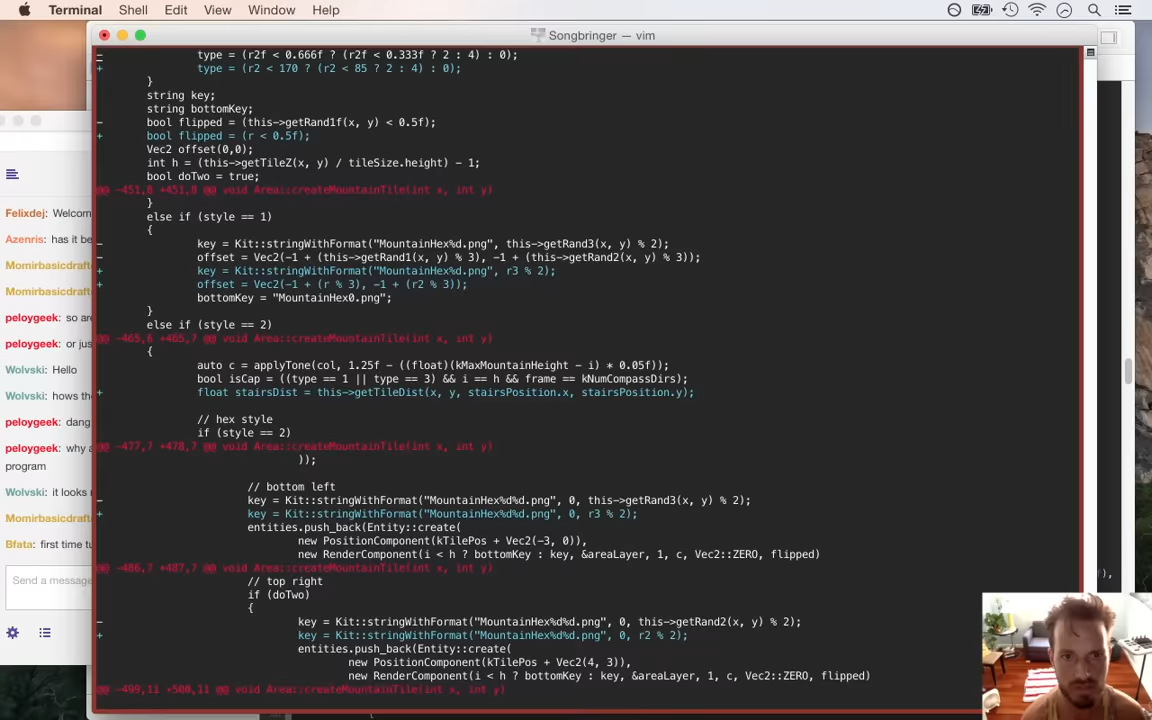 Terminal Shell Edit View Window Help
Songbringer — vim
- type = (r2f < 0.666f ? (r2f < 0.333f ? 2 : 4) : 0);
+ type = (r2 < 170 ? (r2 < 85 ? 2 : 4) : 0);
}
string key;
string bottomKey;
- bool flipped = (this->getRand1f(x, y) < 0.5f);
+ bool flipped = (r < 0.5f);
Vec2 offset(0,0);
int h = (this->getTileZ(x, y) / tileSize.height) - 1;
bool doTwo = true;
@@ -451,8 +451,8 @@ void Area::createMountainTile(int x, int y)
}
else if (style == 1)
{
- key = Kit::stringWithFormat("MountainHex%d.png", this->getRand3(x, y) % 2);
- offset = Vec2(-1 + (this->getRand1(x, y) % 3), -1 + (this->getRand2(x, y) % 3));
+ key = Kit::stringWithFormat("MountainHex%d.png", r3 % 2);
+ offset = Vec2(-1 + (r % 3), -1 + (r2 % 3));
bottomKey = "MountainHex0.png";
}
else if (style == 2)
@@ -465,6 +465,7 @@ void Area::createMountainTile(int x, int y)
{
auto c = applyTone(col, 1.25f - ((float)(kMaxMountainHeight - i) * 0.05f));
bool isCap = ((type == 1 || type == 3) && i == h && frame == kNumCompassDirs);
+ float stairsDist = this->getTileDist(x, y, stairsPosition.x, stairsPosition.y);
// hex style
if (style == 2)
@@ -477,7 +478,7 @@ void Area::createMountainTile(int x, int y)
));
// bottom left
- key = Kit::stringWithFormat("MountainHex%d%d.png", 0, this->getRand3(x, y) % 2);
+ key = Kit::stringWithFormat("MountainHex%d%d.png", 0, r3 % 2);
entities.push_back(Entity::create(
new PositionComponent(kTilePos + Vec2(-3, 0)),
new RenderComponent(i < h ? bottomKey : key, &areaLayer, 1, c, Vec2::ZERO, flipped)
@@ -486,7 +487,7 @@ void Area::createMountainTile(int x, int y)
// top right
if (doTwo)
{
- key = Kit::stringWithFormat("MountainHex%d%d.png", 0, this->getRand2(x, y) % 2);
+ key = Kit::stringWithFormat("MountainHex%d%d.png", 0, r2 % 2);
entities.push_back(Entity::create(
new PositionComponent(kTilePos + Vec2(4, 3)),
new RenderComponent(i < h ? bottomKey : key, &areaLayer, 1, c, Vec2::ZERO, flipped)
@@ -499,11 +500,11 @@ void Area::createMountainTile(int x, int y)
Felixdej: Welcom
Azenris: has it be
Momirbasicdraft
Momirbasicdraft
peloygeek: so are
peloygeek: or jus
Wolvski: Hello
Wolvski: hows th
peloygeek: dang
peloygeek: why a
program
Wolvski: it looks
Momirbasicdraft
Bfata: first time tu
Send a message
),